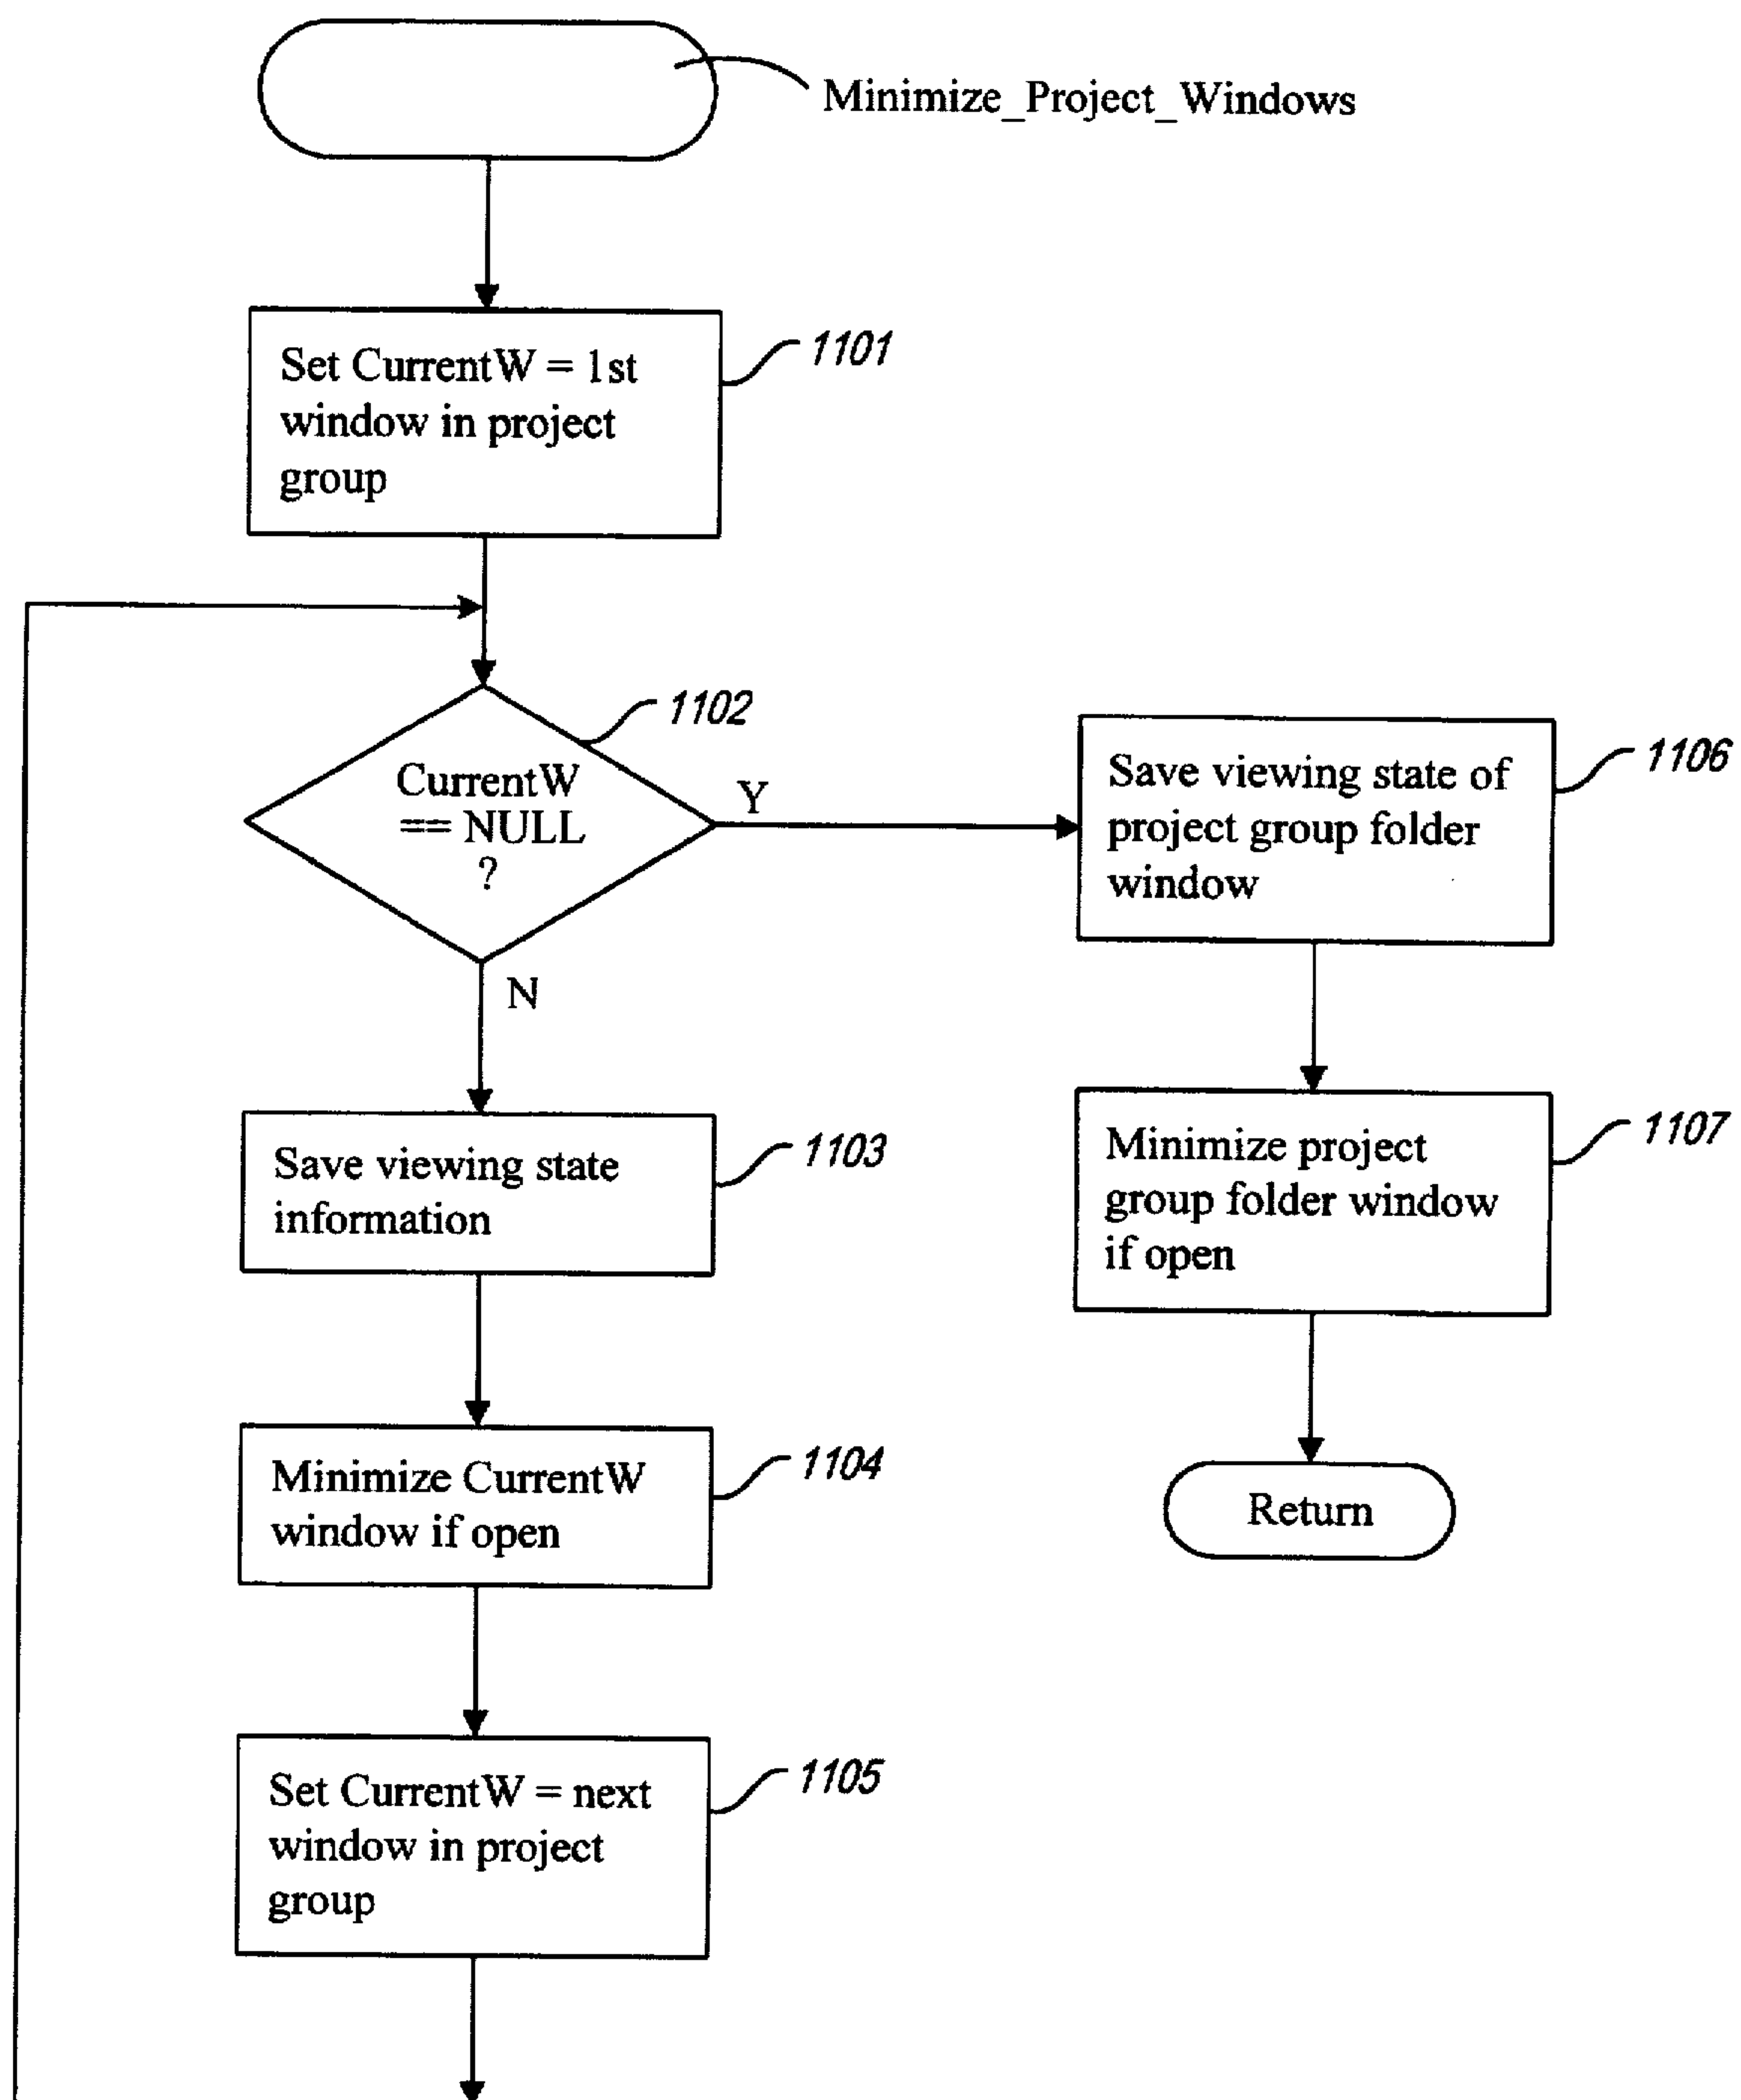 Minimize_Project_Windows
Set CurrentW = 1st
window in project
group
1101
CurrentW
== NULL
?
1102
Y
N
Save viewing state of
project group folder
window
1106
Save viewing state
information
1103
Minimize project
group folder window
if open
1107
Minimize CurrentW
window if open
1104
Return
Set CurrentW = next
window in project
group
1105